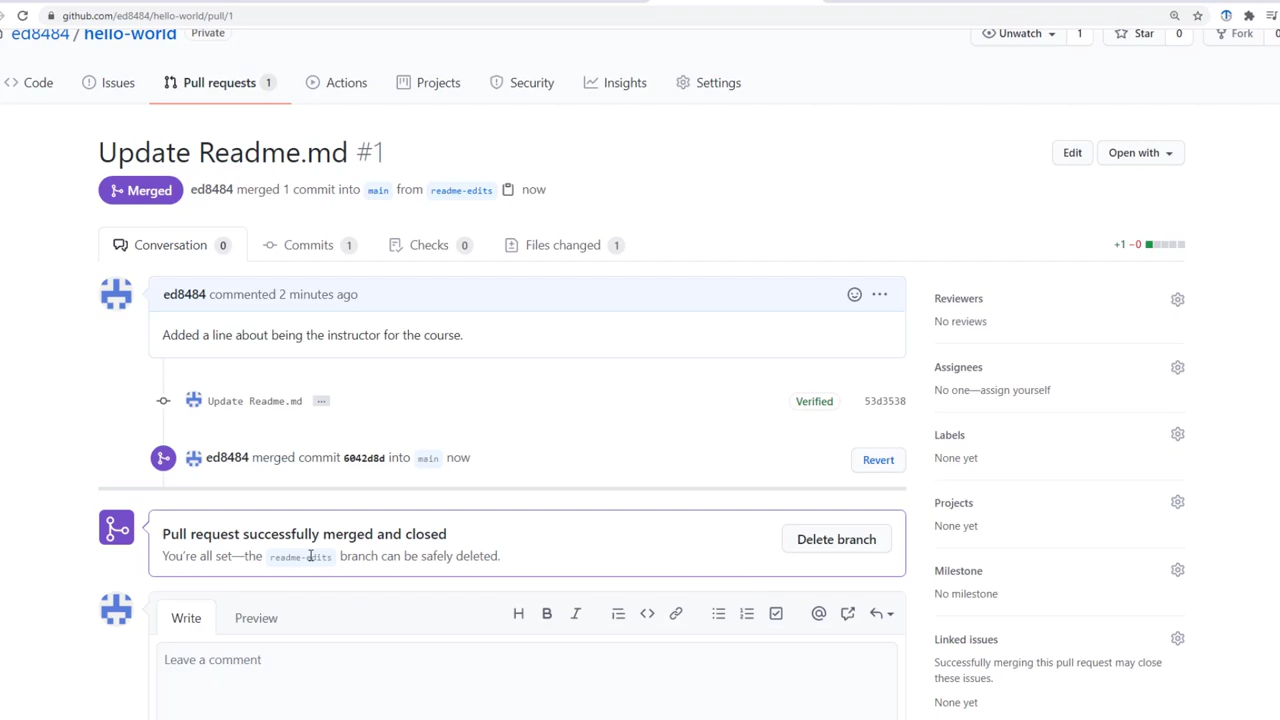 github.com/ed8484/hello-world/pull/1
ed8484 / hello-world Private Unwatch 1 Star 0 Fork
Code Issues Pull requests 1 Actions Projects Security Insights Settings
Update Readme.md #1 Edit Open with
Merged ed8484 merged 1 commit into main from readme-edits now
Conversation 0 Commits 1 Checks 0 Files changed 1 +1 −0
ed8484 commented 2 minutes ago
Added a line about being the instructor for the course.
Update Readme.md ... Verified 53d3538
ed8484 merged commit 6042d8d into main now Revert
Pull request successfully merged and closed
You're all set—the readme-edits branch can be safely deleted.
Delete branch
Write Preview
Leave a comment
Reviewers
No reviews
Assignees
No one—assign yourself
Labels
None yet
Projects
None yet
Milestone
No milestone
Linked issues
Successfully merging this pull request may close
these issues.
None yet